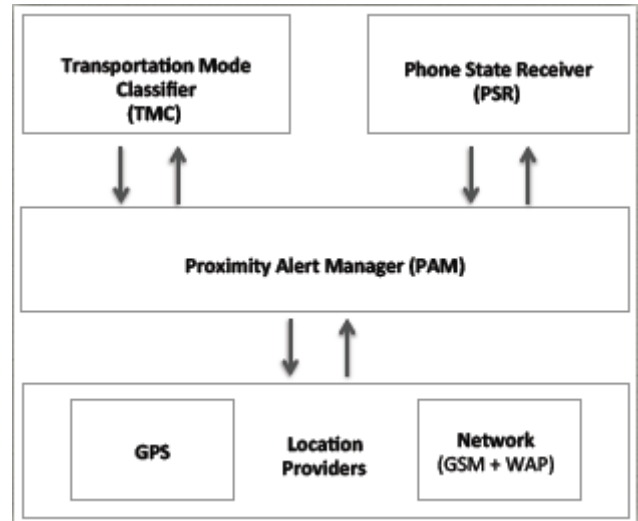 Transportation Mode
Classifier
(TMC)
Phone State Receiver
(PSR)
Proximity Alert Manager (PAM)
GPS
Location
Providers
Network
(GSM + WAP)